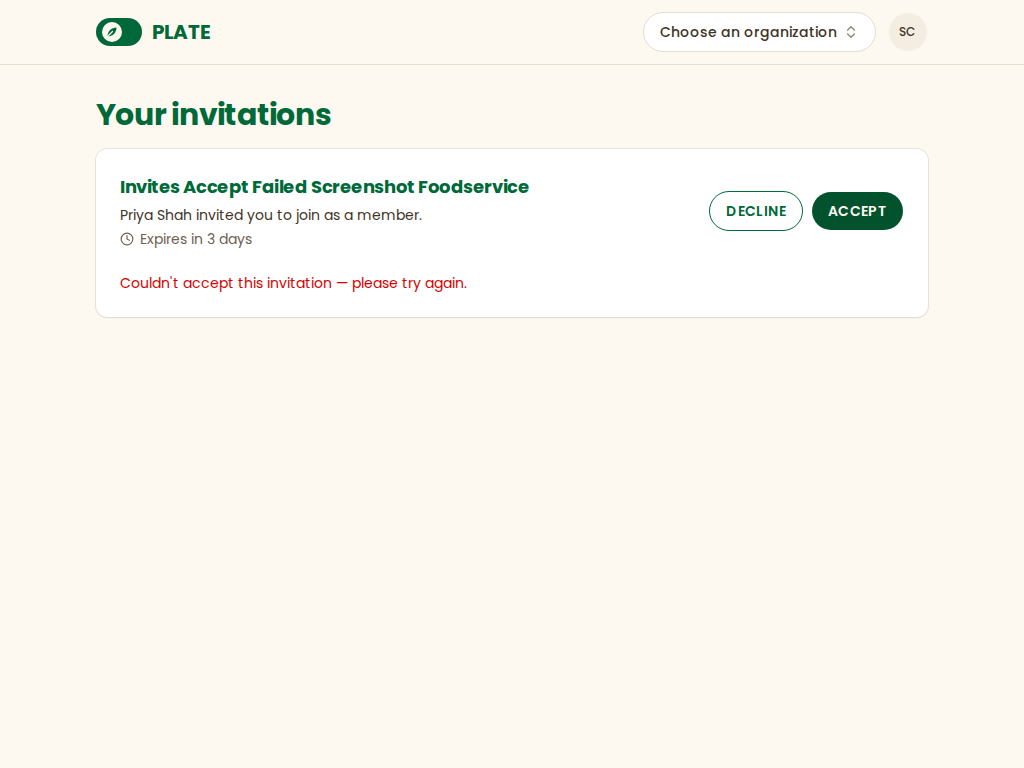 PLATE
Choose an organization
SC
Your invitations
Invites Accept Failed Screenshot Foodservice
Priya Shah invited you to join as a member.
Expires in 3 days
DECLINE
ACCEPT
Couldn't accept this invitation — please try again.